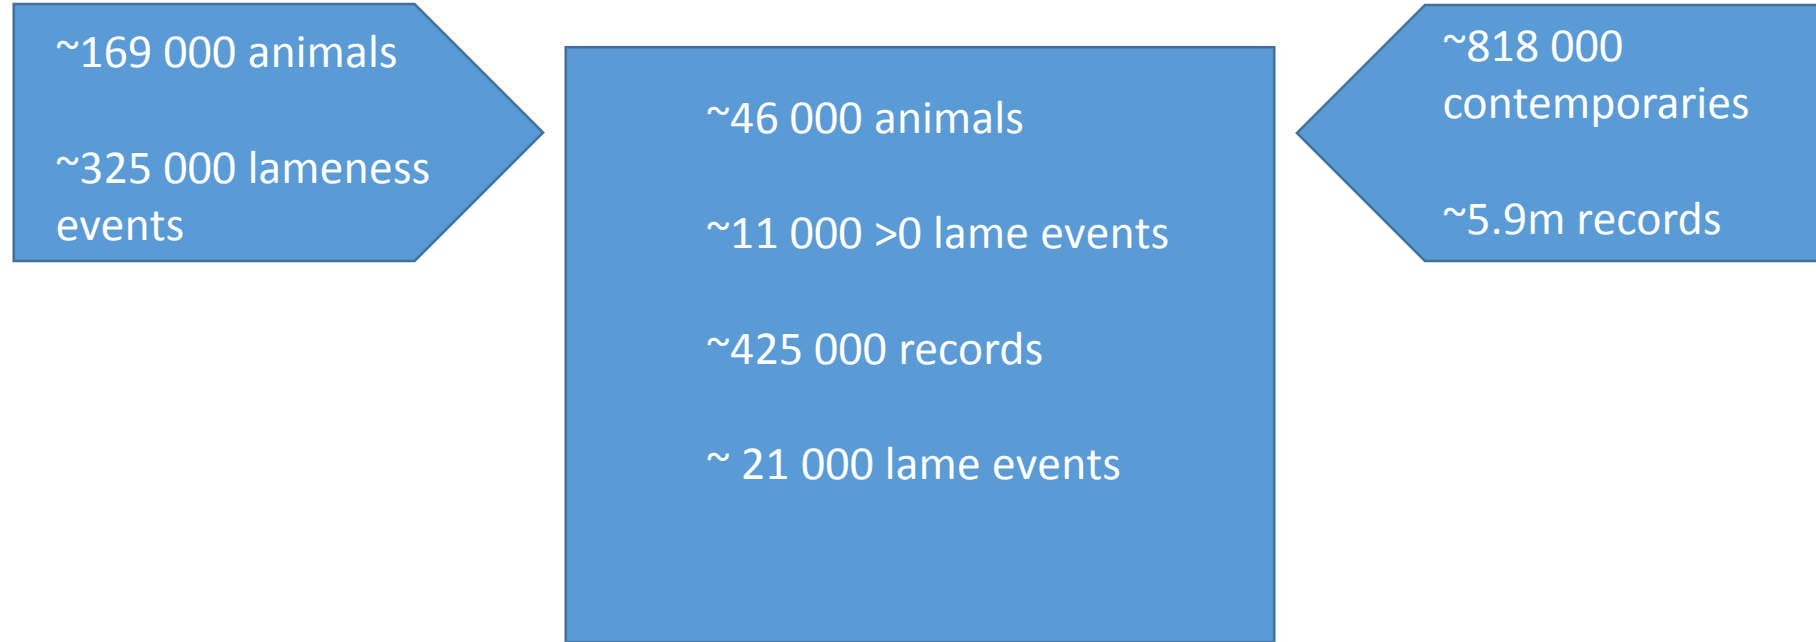 ~169 000 animals
~325 000 lameness
events
~46 000 animals
~11 000 >0 lame events
~425 000 records
~ 21 000 lame events
~818 000
contemporaries
~5.9m records